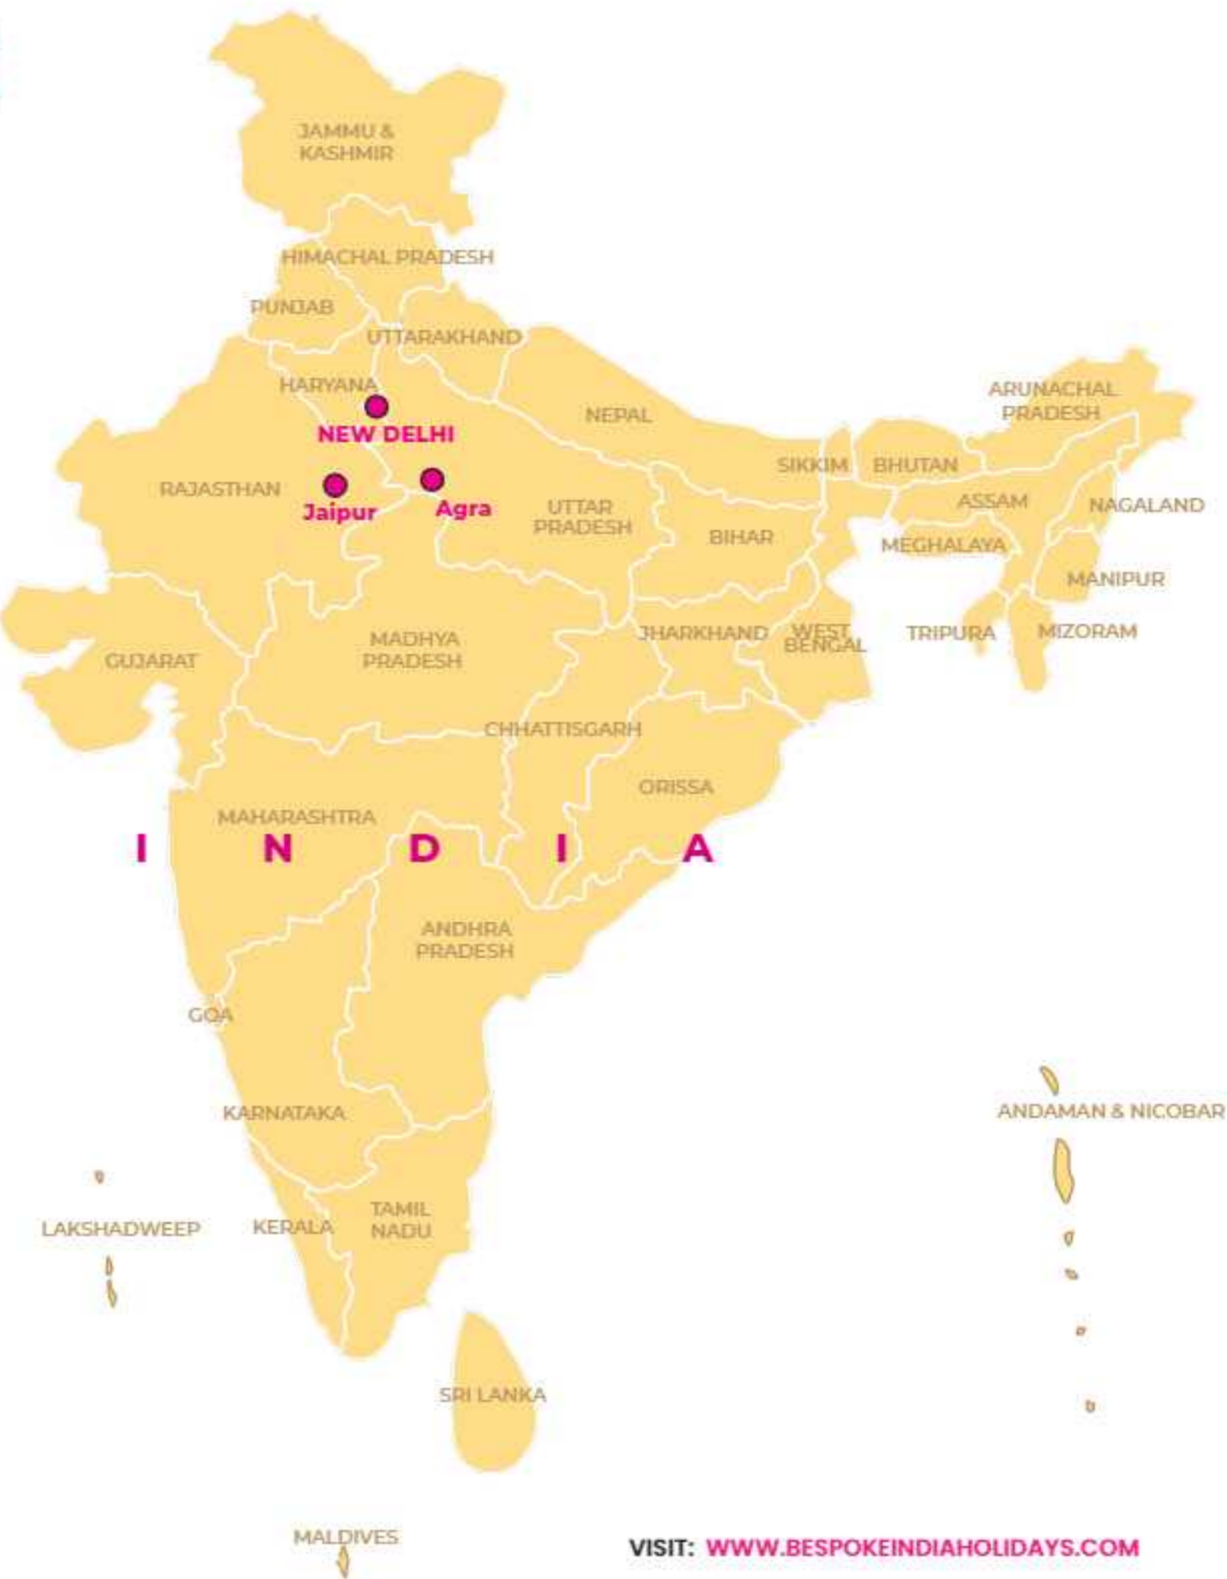 JAMMU &
KASHMIR
HIMACHAL PRADESH
PUNJAB
UTTARAKHAND
HARYANA
NEW DELHI
NEPAL
ARUNACHAL
PRADESH
SIKKIM
BHUTAN
RAJASTHAN
Jaipur
Agra
UTTAR
PRADESH
BIHAR
ASSAM
NAGALAND
MEGHALAYA
MANIPUR
GUJARAT
MADHYA
PRADESH
JHARKHAND
WEST
BENGAL
TRIPURA
MIZORAM
CHHATTISGARH
ORISSA
MAHARASHTRA
I N D I A
ANDHRA
PRADESH
GOA
KARNATAKA
ANDAMAN & NICOBAR
LAKSHADWEEP
KERALA
TAMIL
NADU
SRI LANKA
MALDIVES
VISIT: WWW.BESPOKEINDIAHOLIDAYS.COM